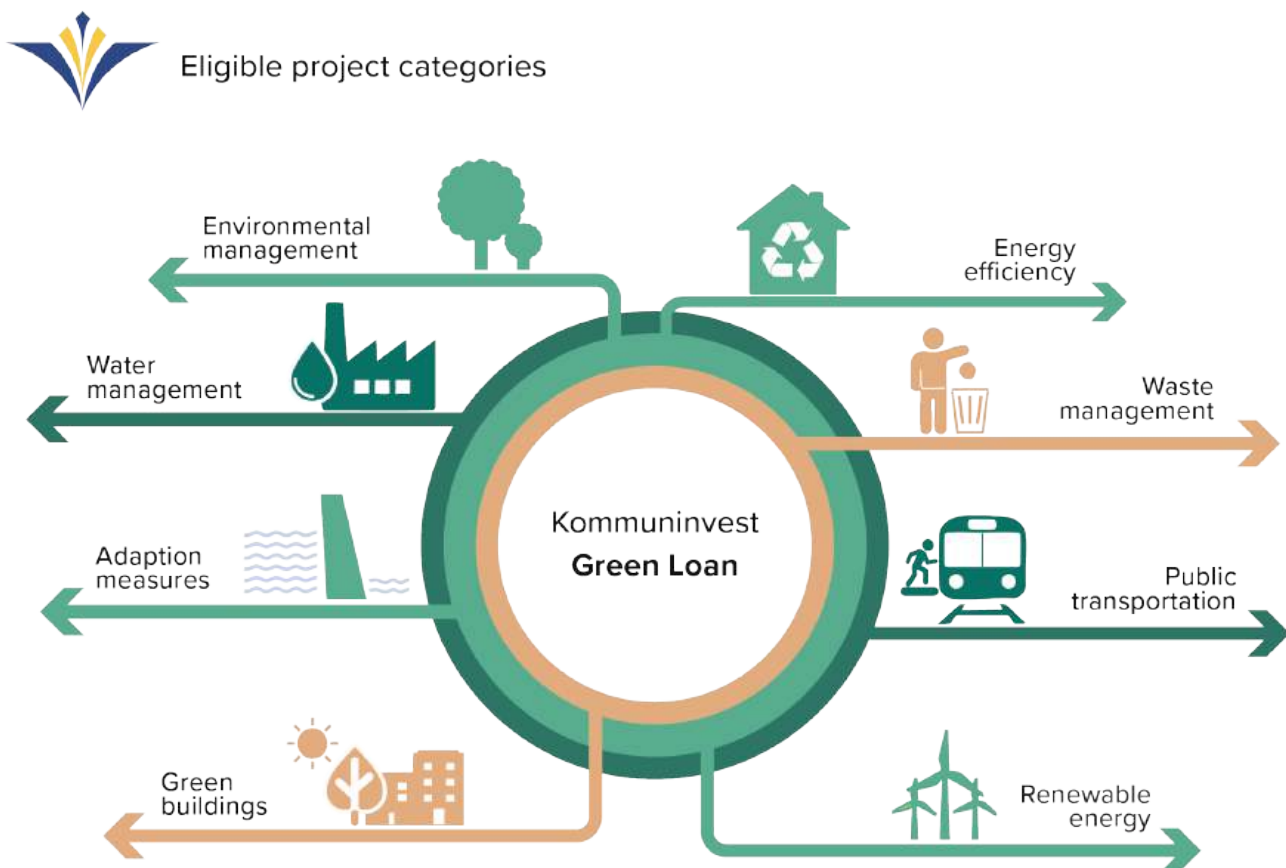 Eligible project categories
Environmental
management
Energy
efficiency
Water
management
Waste
management
Kommuninvest
Green Loan
Adaption
measures
Public
transportation
Green
buildings
Renewable
energy